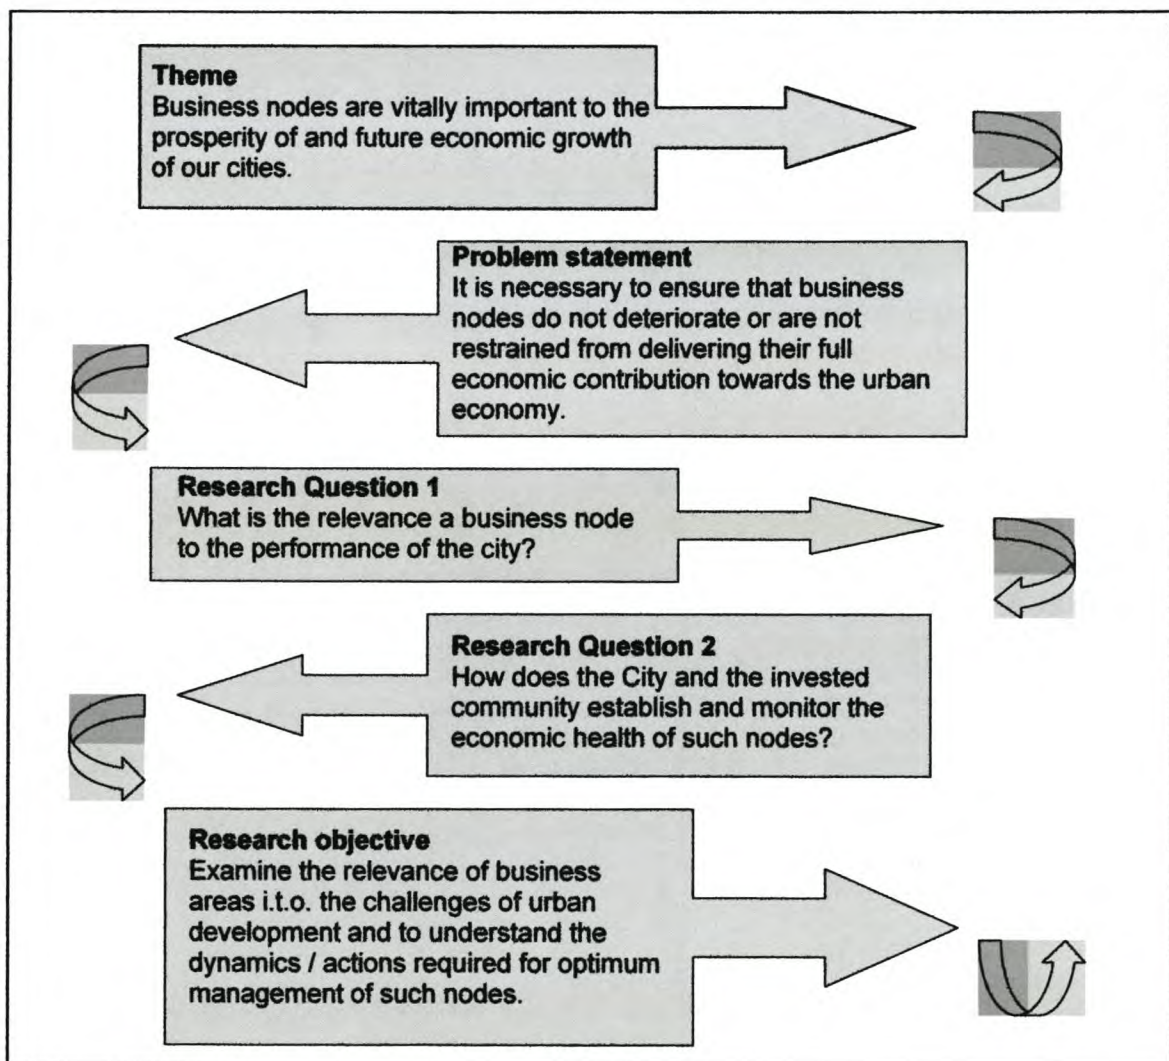 Theme
Business nodes are vitally important to the
prosperity of and future economic growth
of our cities.
Problem statement
It is necessary to ensure that business
nodes do not deteriorate or are not
restrained from delivering their full
economic contribution towards the urban
economy.
Research Question 1
What is the relevance a business node
to the performance of the city?
Research Question 2
How does the City and the invested
community establish and monitor the
economic health of such nodes?
Research objective
Examine the relevance of business
areas i.t.o. the challenges of urban
development and to understand the
dynamics / actions required for optimum
management of such nodes.